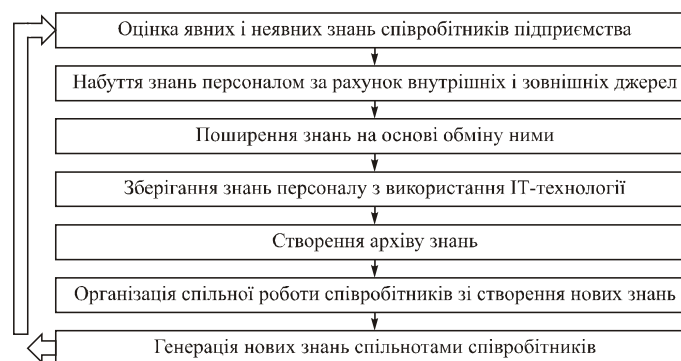 Оцінка явних і неявних знань співробітників підприємства
Набуття знань персоналом за рахунок внутрішніх і зовнішніх джерел
Поширення знань на основі обміну ними
Зберігання знань персоналу з використання ІТ-технології
Створення архіву знань
Організація спільної роботи співробітників зі створення нових знань
Генерація нових знань спільнотами співробітників